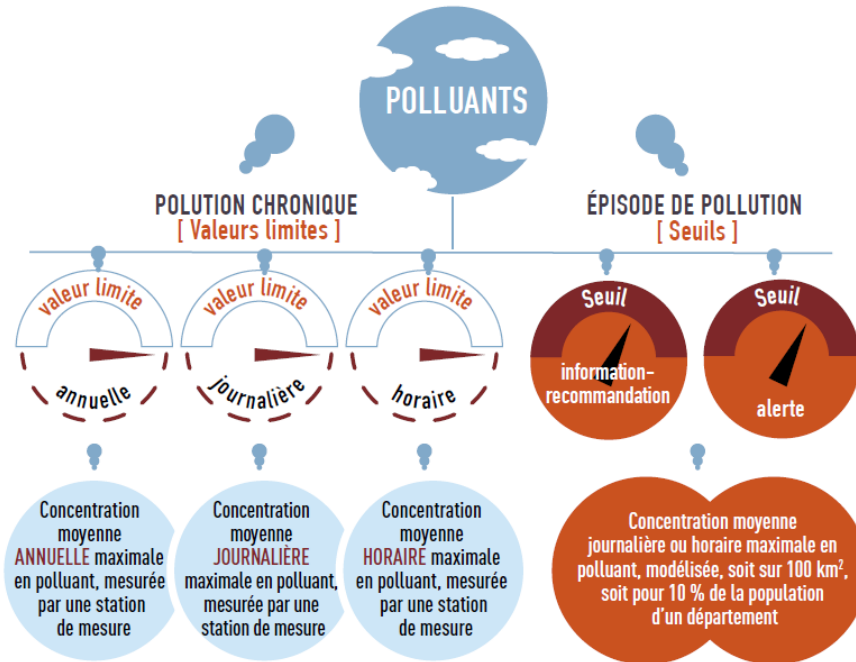 POLLUANTS
POLUTION CHRONIQUE
[ Valeurs limites ]
ÉPISODE DE POLLUTION
[ Seuils ]
valeur limite
annuelle
valeur limite
journalière
valeur limite
horaire
Seuil
information-
recommandation
Seuil
alerte
Concentration
moyenne
ANNUELLE maximale
en polluant, mesurée
par une station
de mesure
Concentration
moyenne
JOURNALIÈRE
maximale en polluant,
mesurée par une
station de mesure
Concentration
moyenne
HORAIRE maximale
en polluant, mesurée
par une station
de mesure
Concentration moyenne
journalière ou horaire maximale en
polluant, modélisée, soit sur 100 km²,
soit pour 10 % de la population
d’un département